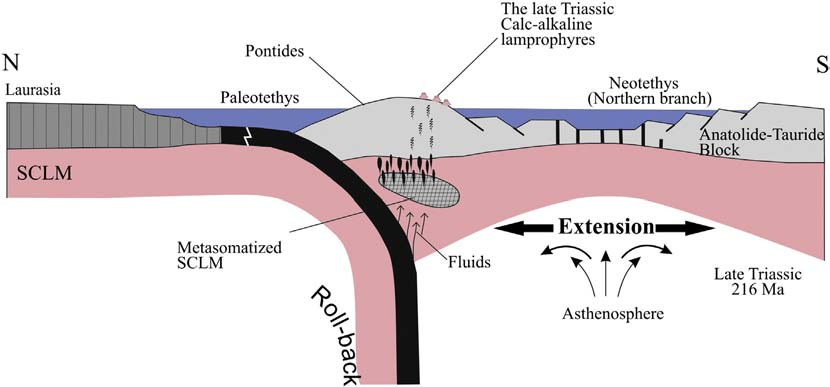 The late Triassic
Calc-alkaline
lamprophyres
N
S
Pontides
Laurasia
Paleotethys
Neotethys
(Northern branch)
Anatolide-Tauride
Block
SCLM
Extension
Metasomatized
SCLM
Fluids
Late Triassic
216 Ma
Roll-back
Asthenosphere